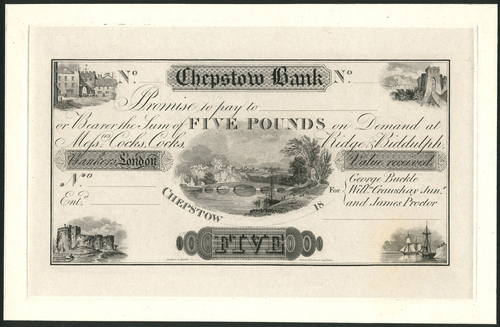 Nº Chepstow Bank Nº
Promise to pay to
or Bearer the Sum of FIVE POUNDS on Demand at
Messrs. Cocks, Cocks, Ridge & Biddulph,
Bankers, London Value received
Nº
Entd.
CHEPSTOW 18
For George Buckle
Willm. Crawshay Junr.
and James Procter
FIVE